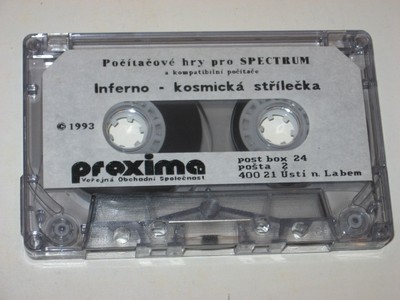 Počítačové hry pro SPECTRUM
a kompatibilní počítače
Inferno - kosmická střílečka
© 1993
proxima
Veřejná Obchodní Společnost
post box 24
pošta 2
400 21 Ústí n. Labem